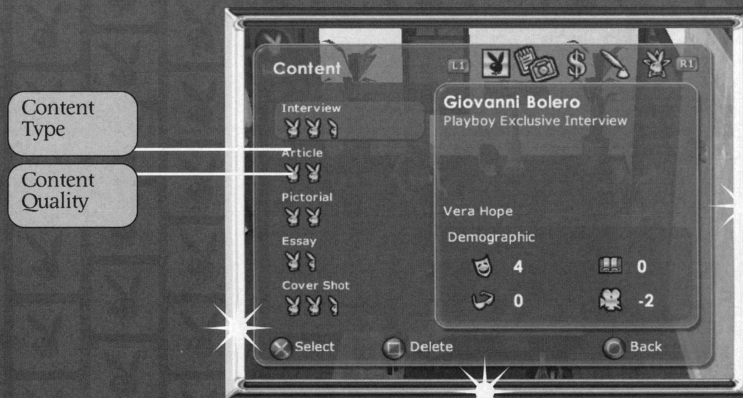 Content
Type
Content
Quality
Content
L1
$
R1
Interview
Article
Pictorial
Essay
Cover Shot
Giovanni Bolero
Playboy Exclusive Interview
Vera Hope
Demographic
4
0
0
-2
Select
Delete
Back